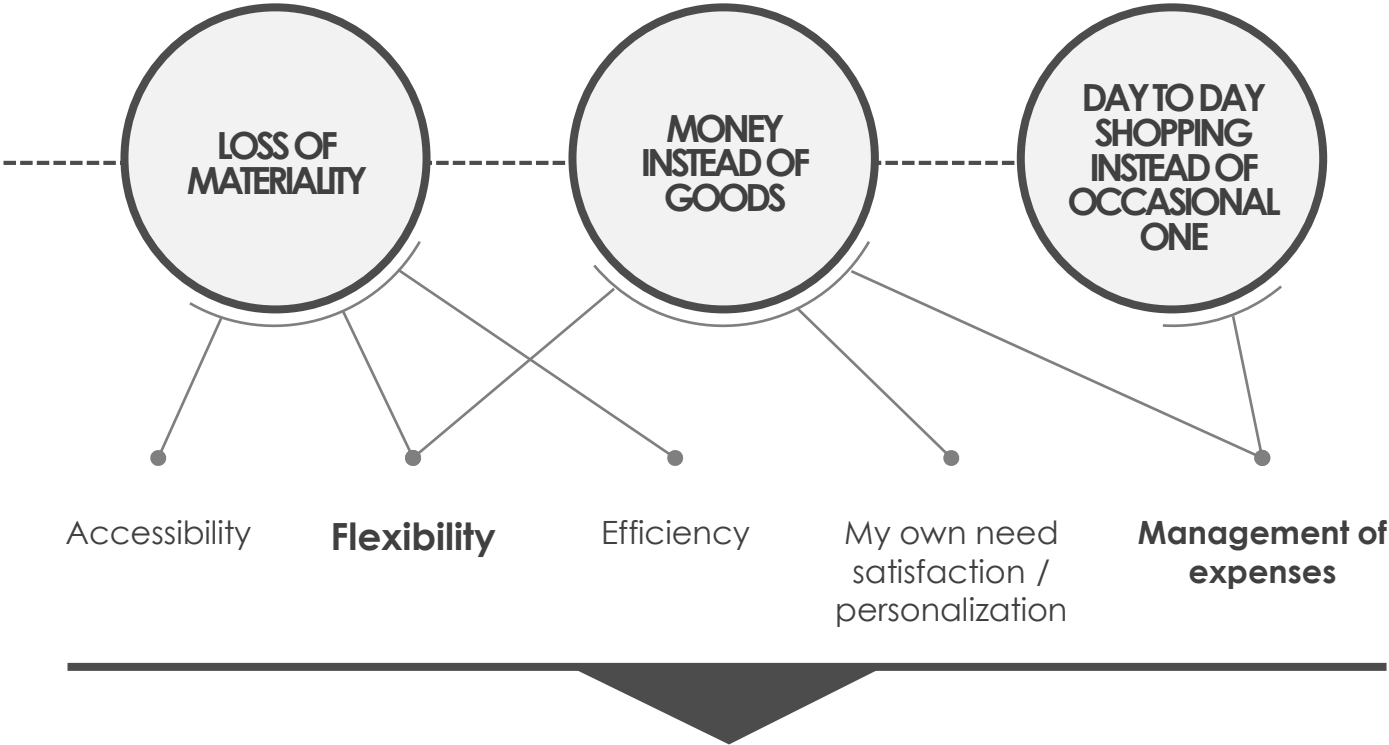 LOSS OF
MATERIALITY
MONEY
INSTEAD OF
GOODS
DAY TO DAY
SHOPPING
INSTEAD OF
OCCASIONAL
ONE
Accessibility
Flexibility
Efficiency
My own need
satisfaction /
personalization
Management of
expenses